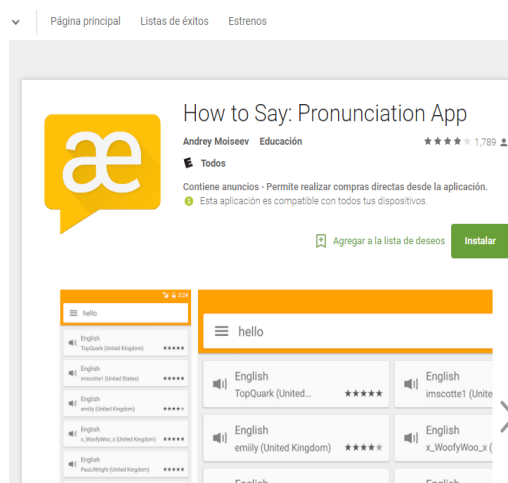 Página principal Listas de éxitos Estrenos
æ
How to Say: Pronunciation App
Andrey Moiseev Educación 1,789
E Todos
Contiene anuncios · Permite realizar compras directas desde la aplicación.
Esta aplicación es compatible con todos tus dispositivos.
Agregar a la lista de deseos Instalar
hello
English
TopQuark (United Kingdom)
English
imscotte1 (United States)
English
emiily (United Kingdom)
English
x_WoofyWoo_x (United Kingdom)
English
PauliWright (United Kingdom)
hello
English English
TopQuark (United... imscotte1 (Unite
English English
emiily (United Kingdom) x_WoofyWoo_x (
English English